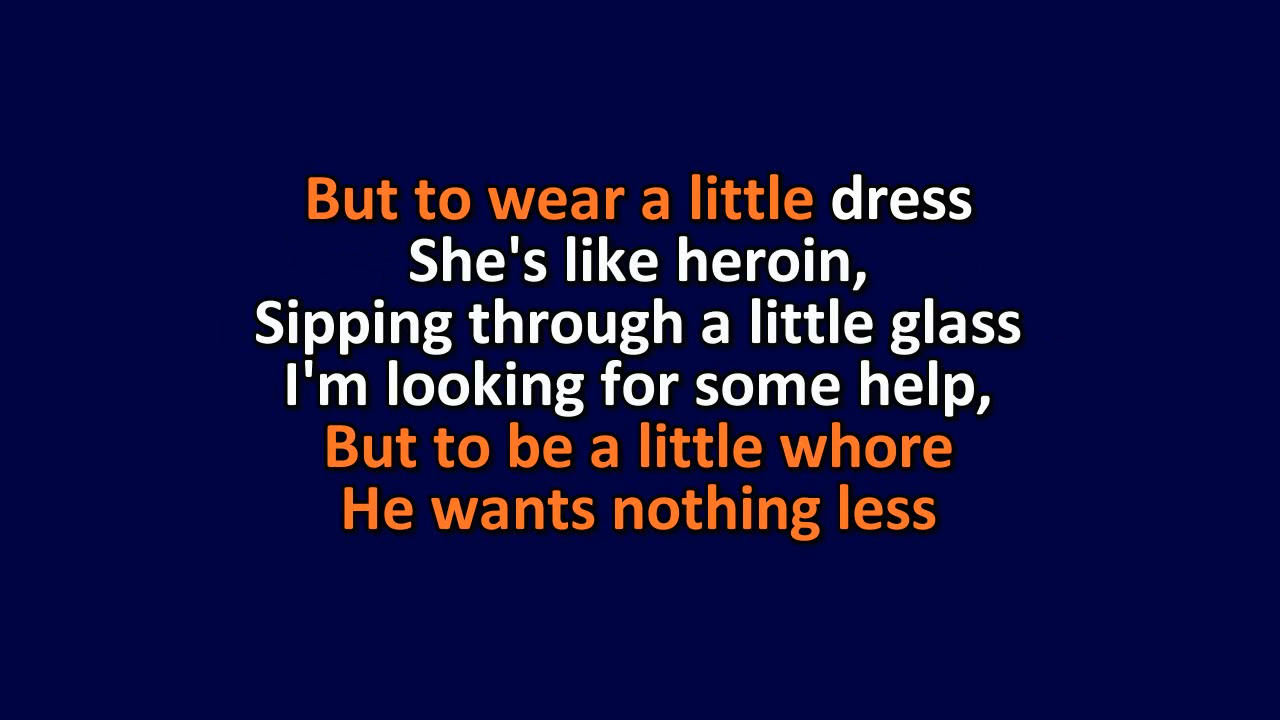 But to wear a little dress
She's like heroin,
Sipping through a little glass
I'm looking for some help,
But to be a little whore
He wants nothing less